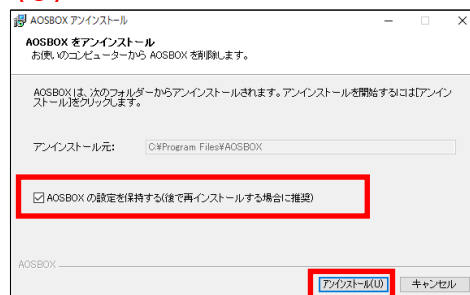 AOSBOX アンインストール
AOSBOX をアンインストール
お使いのコンピューターから AOSBOX を削除します。
AOSBOX は、次のフォルダーからアンインストールされます。アンインストールを開始するには[アンイン
ストール]をクリックします。
アンインストール元: C:¥Program Files¥AOSBOX
AOSBOX の設定を保持する(後で再インストールする場合に推奨)
AOSBOX
アンインストール(U) キャンセル